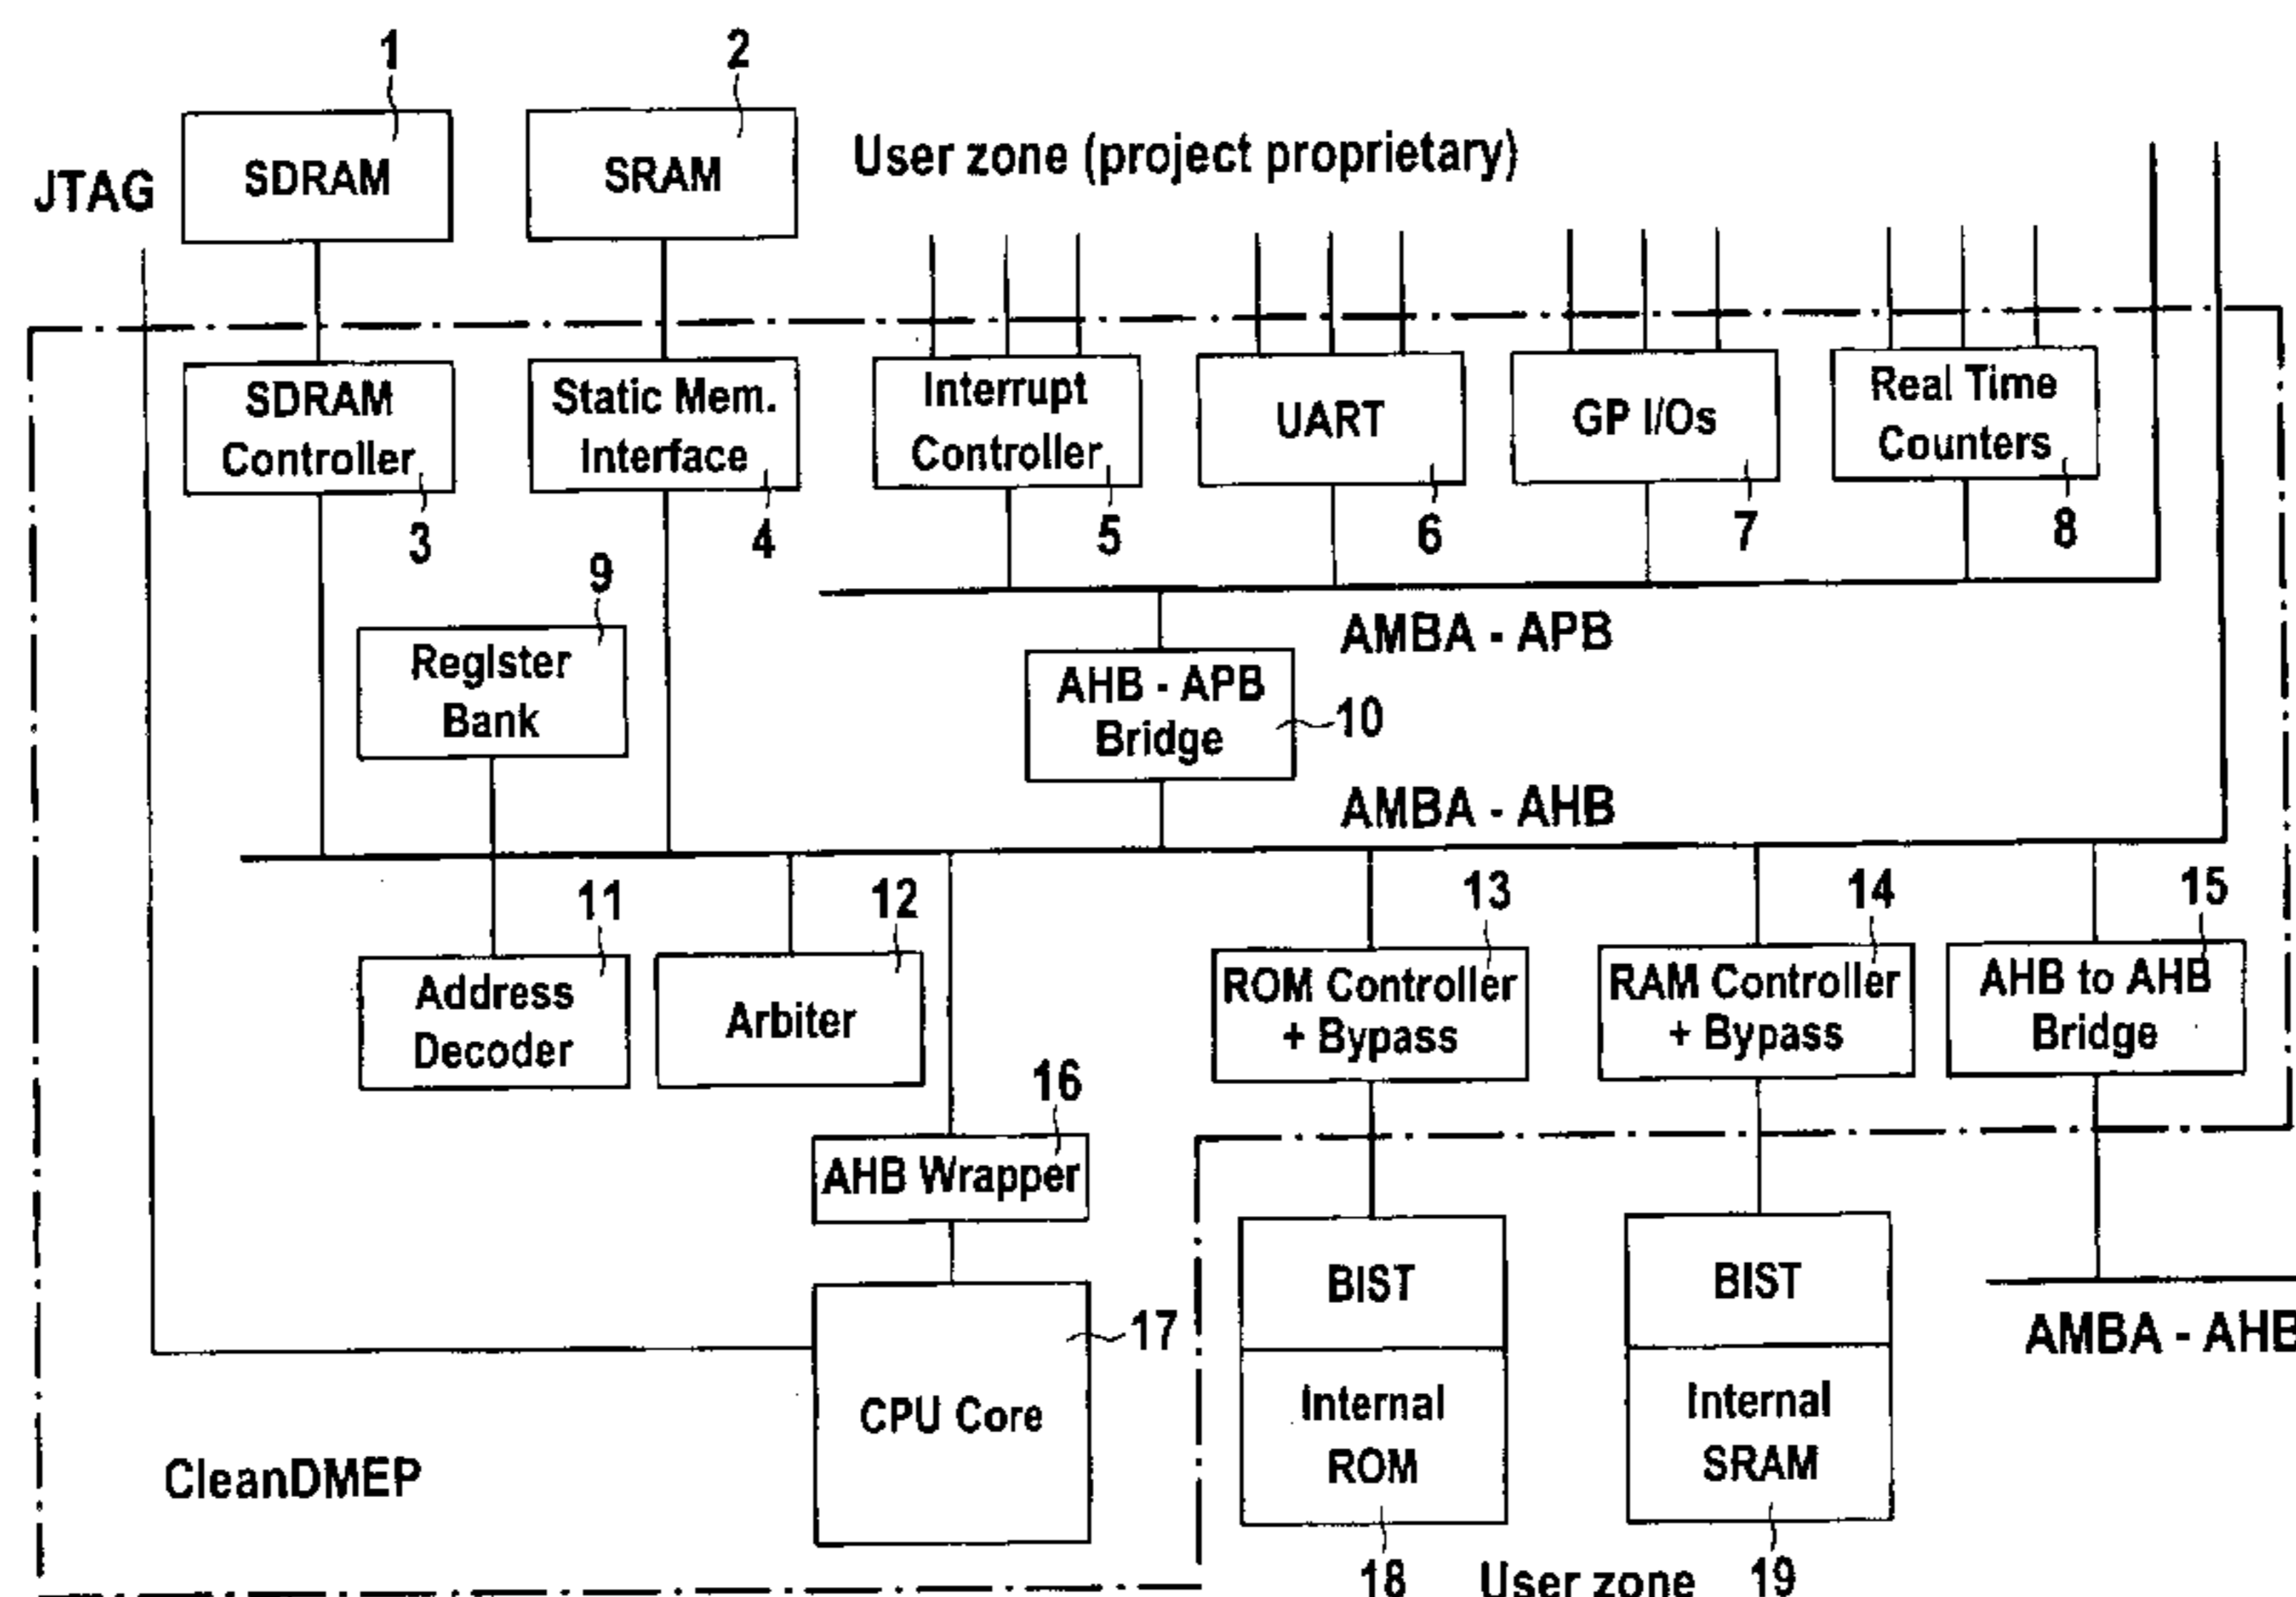 1
2
JTAG
SDRAM
SRAM
User zone (project proprietary)
SDRAM
Controller
3
Static Mem.
Interface
4
Interrupt
Controller
5
UART
6
GP I/Os
7
Real Time
Counters
8
9
Register
Bank
AMBA - APB
AHB - APB
Bridge
10
AMBA - AHB
11
Address
Decoder
12
Arbiter
13
ROM Controller
+ Bypass
14
RAM Controller
+ Bypass
15
AHB to AHB
Bridge
16
AHB Wrapper
17
CPU Core
BIST
Internal
ROM
18
BIST
Internal
SRAM
19
AMBA - AHB
CleanDMEP
User zone